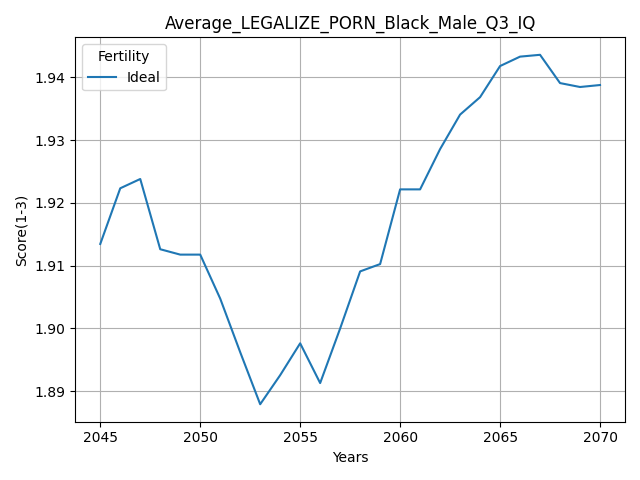 Average_LEGALIZE_PORN_Black_Male_Q3_IQ
Fertility
Ideal
Score(1-3)
1.94
1.93
1.92
1.91
1.90
1.89
2045 2050 2055 2060 2065 2070
Years